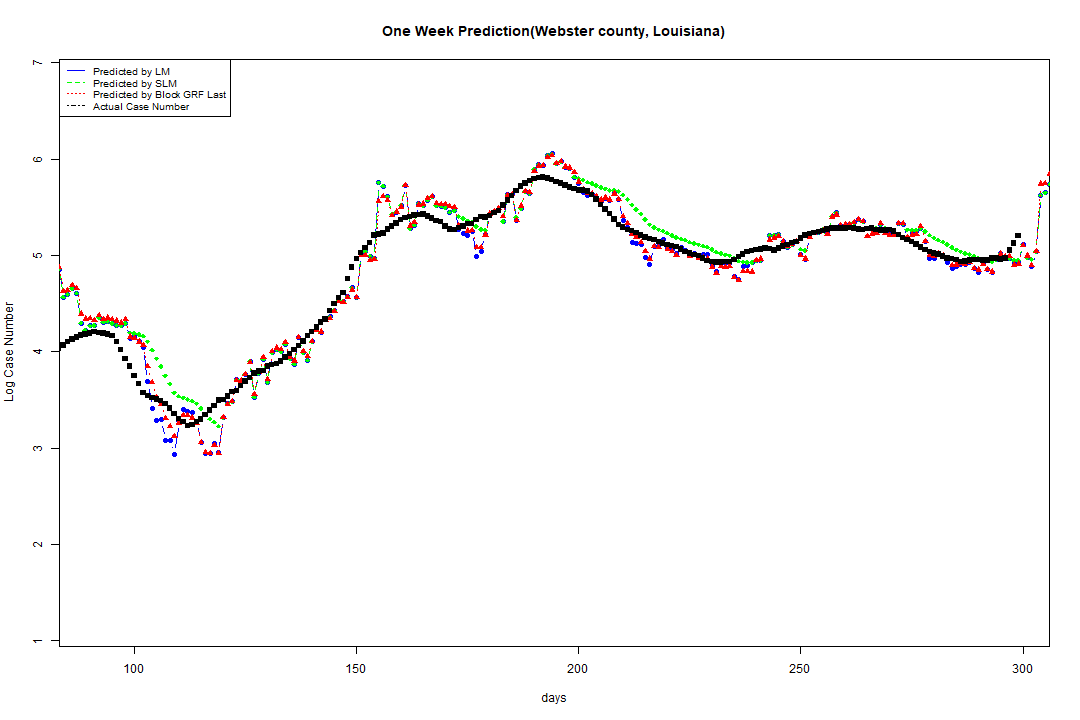 One Week Prediction(Webster county, Louisiana)
Predicted by LM
Predicted by SLM
Predicted by Block GRF Last
Actual Case Number
7
6
5
4
3
2
1
Log Case Number
100 150 200 250 300
days